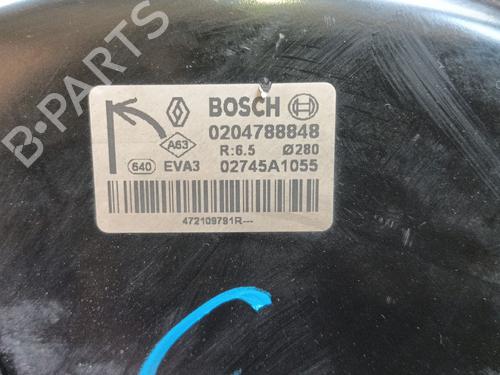 B-PARTS
BOSCH
0204788848
A63
R:6.5 Ø280
640 EVA3 02745A1055
472109791R---